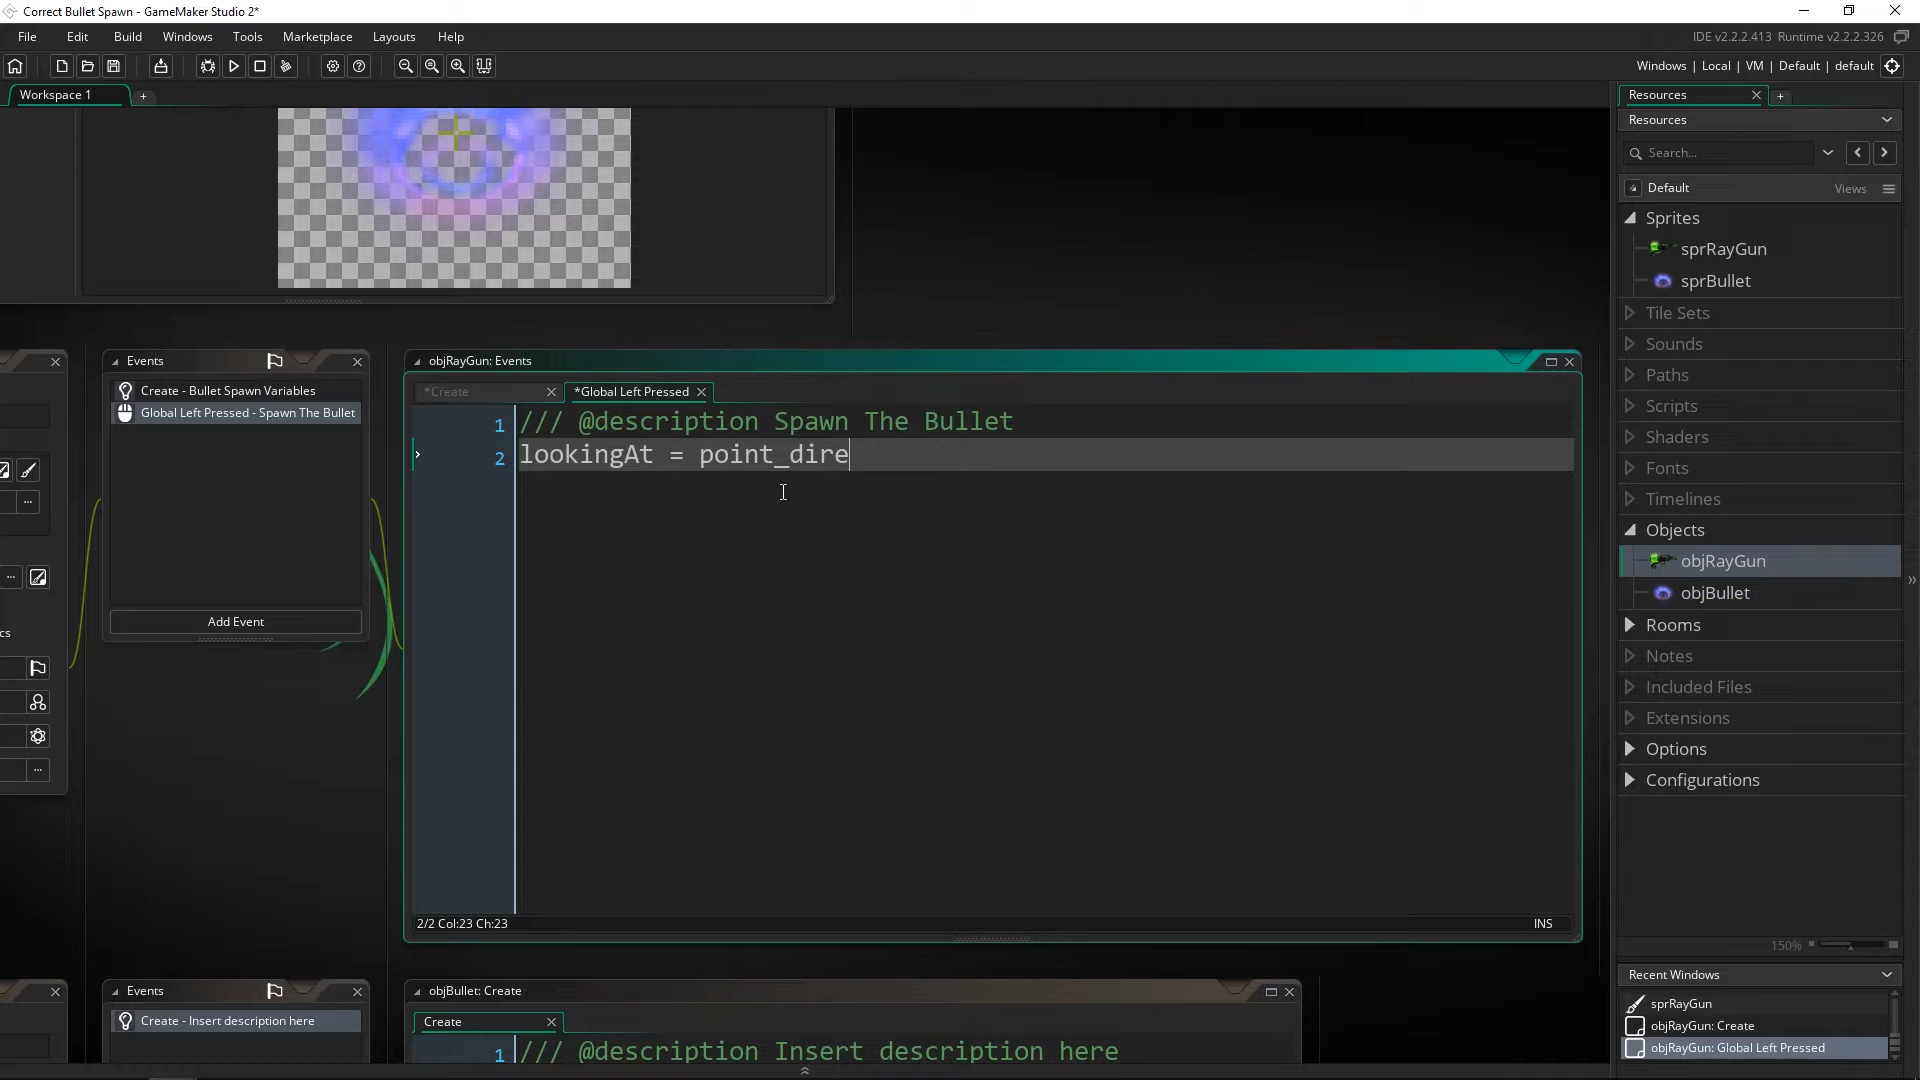 Correct Bullet Spawn - GameMaker Studio 2*
File Edit Build Windows Tools Marketplace Layouts Help
IDE v2.2.2.413 Runtime v2.2.2.326
Windows | Local | VM | Default | default
Workspace 1
Resources
Resources
Search...
Default
Views
Sprites
sprRayGun
sprBullet
Tile Sets
Sounds
Paths
Scripts
Shaders
Fonts
Timelines
Objects
objRayGun
objBullet
Rooms
Notes
Included Files
Extensions
Options
Configurations
150%
Recent Windows
sprRayGun
objRayGun: Create
objRayGun: Global Left Pressed
Events
Create - Bullet Spawn Variables
Global Left Pressed - Spawn The Bullet
Add Event
cs
objRayGun: Events
*Create
*Global Left Pressed
1 /// @description Spawn The Bullet
2 lookingAt = point_dire
2/2 Col:23 Ch:23
INS
Events
Create - Insert description here
objBullet: Create
Create
1 /// @description Insert description here